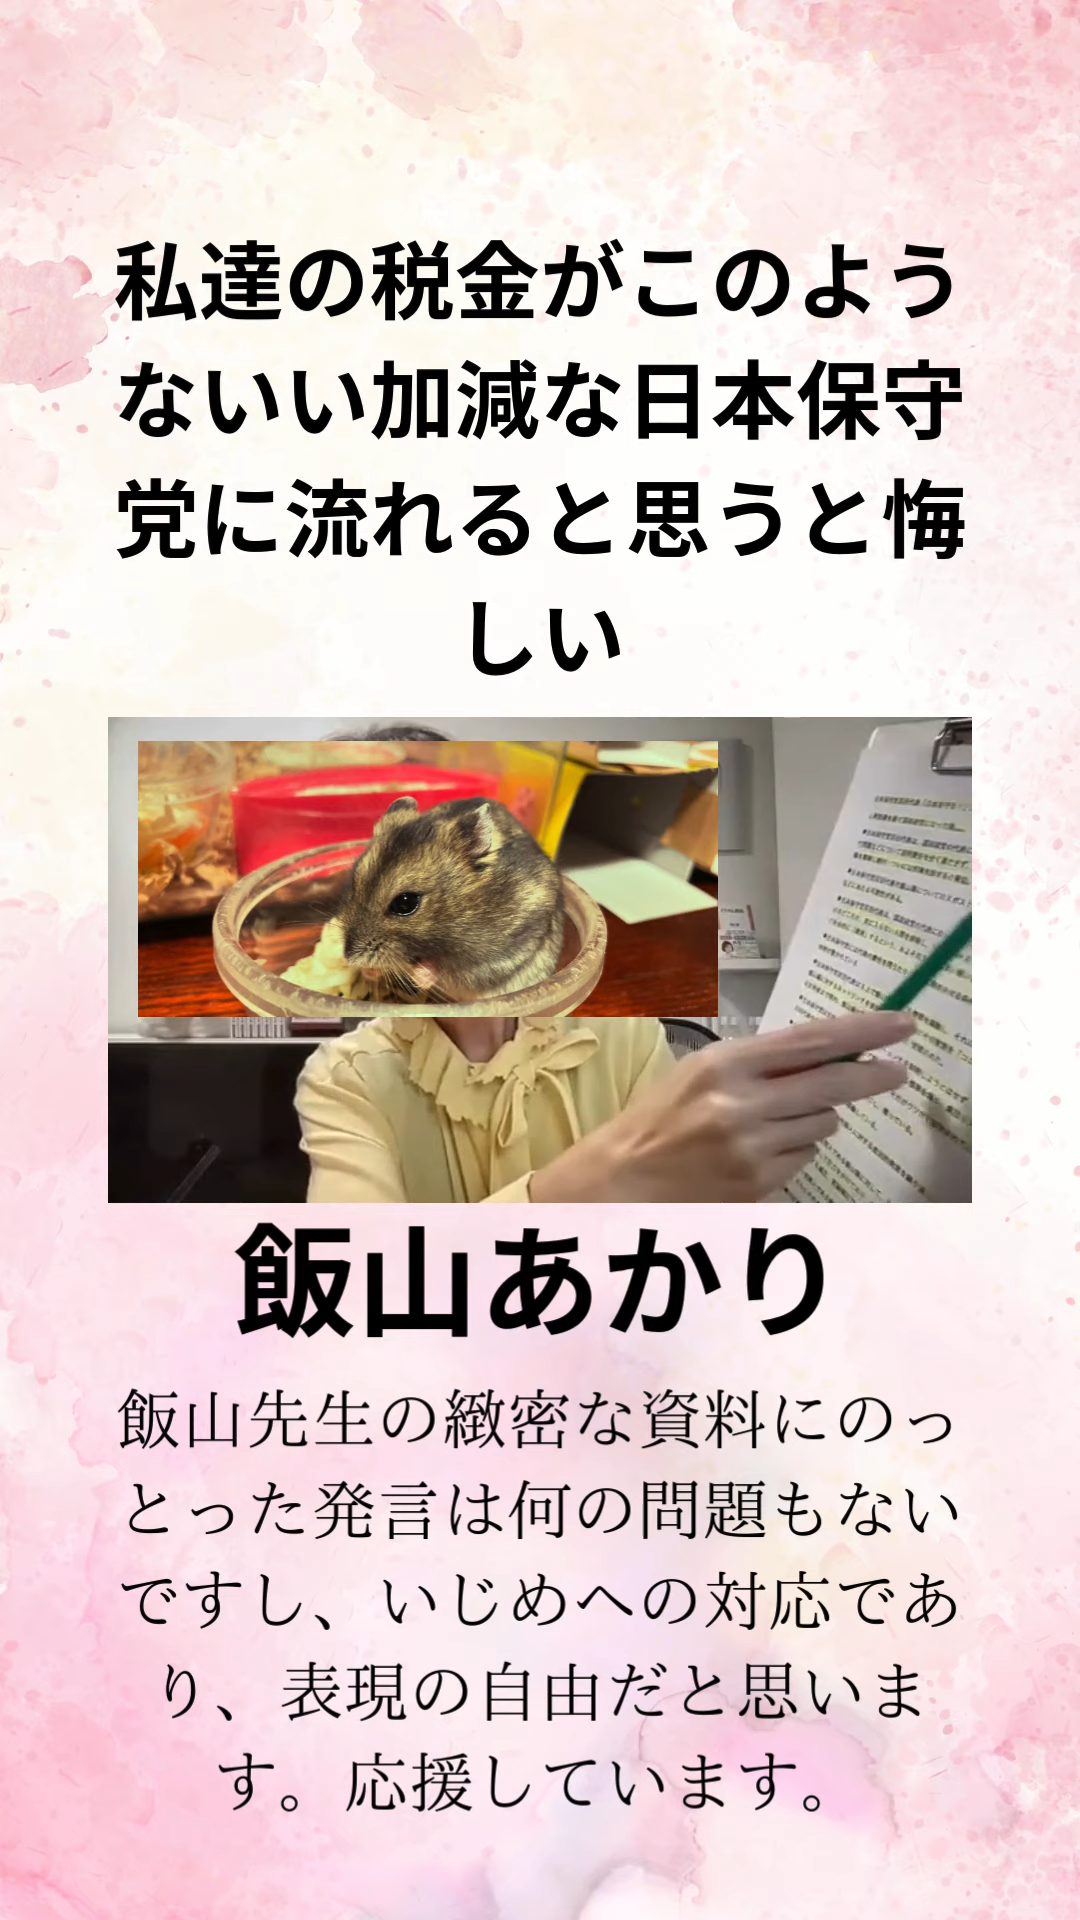 私達の税金がこのよう
ないい加減な日本保守
党に流れると思うと悔
しい
飯山あかり
飯山先生の緻密な資料にのっ
とった発言は何の問題もない
ですし、いじめへの対応であ
り、表現の自由だと思いま
す。応援しています。